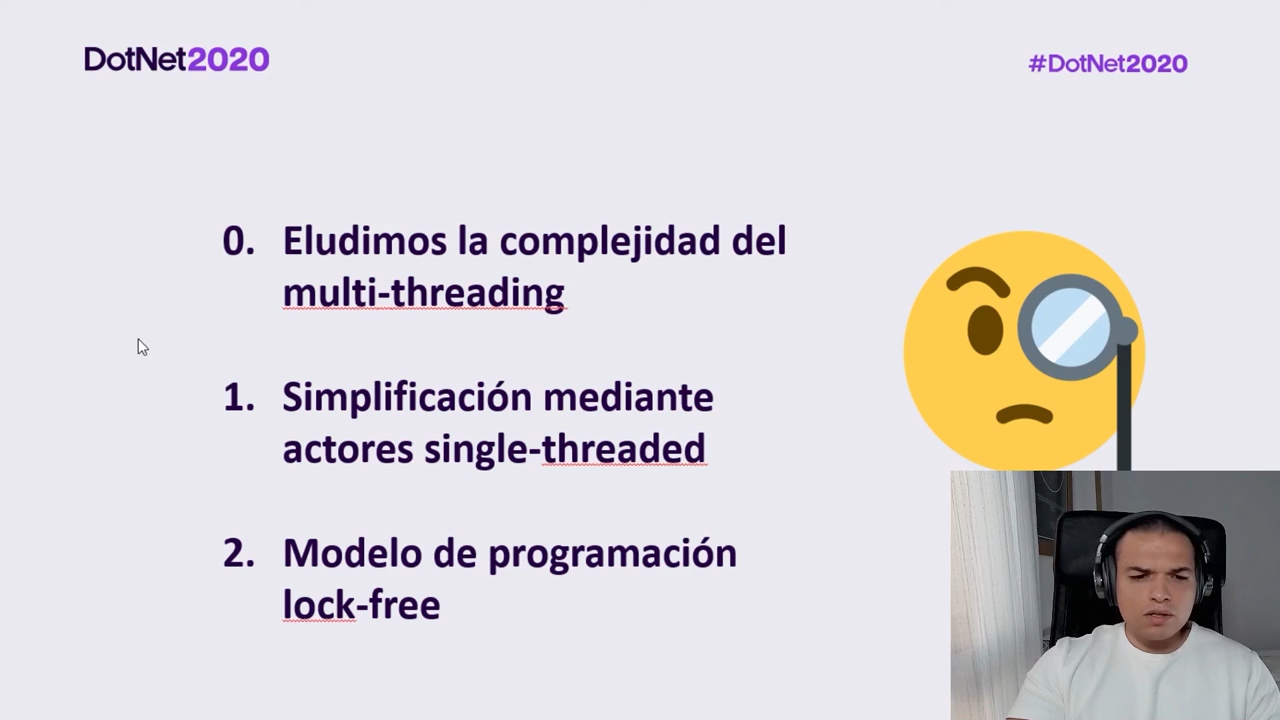 DotNet2020
#DotNet2020
0. Eludimos la complejidad del
multi-threading
1. Simplificación mediante
actores single-threaded
2. Modelo de programación
lock-free